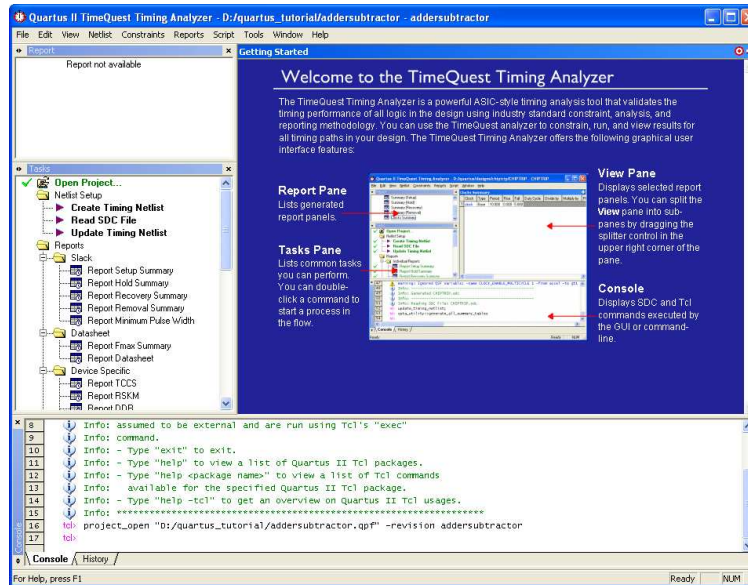 Quartus II TimeQuest Timing Analyzer - D:/quartus_tutorial/addersubtractor - addersubtractor
File Edit View Netlist Constraints Reports Script Tools Window Help
Report
Report not available
Tasks
Open Project...
Netlist Setup
Create Timing Netlist
Read SDC File
Update Timing Netlist
Reports
Slack
Report Setup Summary
Report Hold Summary
Report Recovery Summary
Report Removal Summary
Report Minimum Pulse Width
Datasheet
Report Fmax Summary
Report Datasheet
Device Specific
Report TCCS
Report RSKM
Report DDR
Getting Started
Welcome to the TimeQuest Timing Analyzer
The TimeQuest Timing Analyzer is a powerful ASIC-style timing analysis tool that validates the
timing performance of all logic in the design using industry standard constraint, analysis, and
reporting methodology. You can use the TimeQuest analyzer to constrain, run, and view results for
all timing paths in your design. The TimeQuest Timing Analyzer offers the following graphical user
interface features:
Report Pane
Lists generated
report panels.
Tasks Pane
Lists common tasks
you can perform.
You can double-
click a command to
start a process in
the flow.
View Pane
Displays selected report
panels. You can split the
View pane into sub-
panes by dragging the
splitter control in the
upper right corner of the
pane.
Console
Displays SDC and Tcl
commands executed by
the GUI or command-
line.
8 Info: assumed to be external and are run using Tcl's "exec"
9 Info: command.
10 Info: - Type "exit" to exit.
11 Info: - Type "help" to view a list of Quartus II Tcl packages.
12 Info: - Type "help <package name>" to view a list of Tcl commands
13 Info: available for the specified Quartus II Tcl package.
14 Info: - Type "help -tcl" to get an overview on Quartus II Tcl usages.
15 Info: ******************************************************************
16 tcl> project_open "D:/quartus_tutorial/addersubtractor.qpf" -revision addersubtractor
17 tcl>
Console
Console History
For Help, press F1
Ready NUM